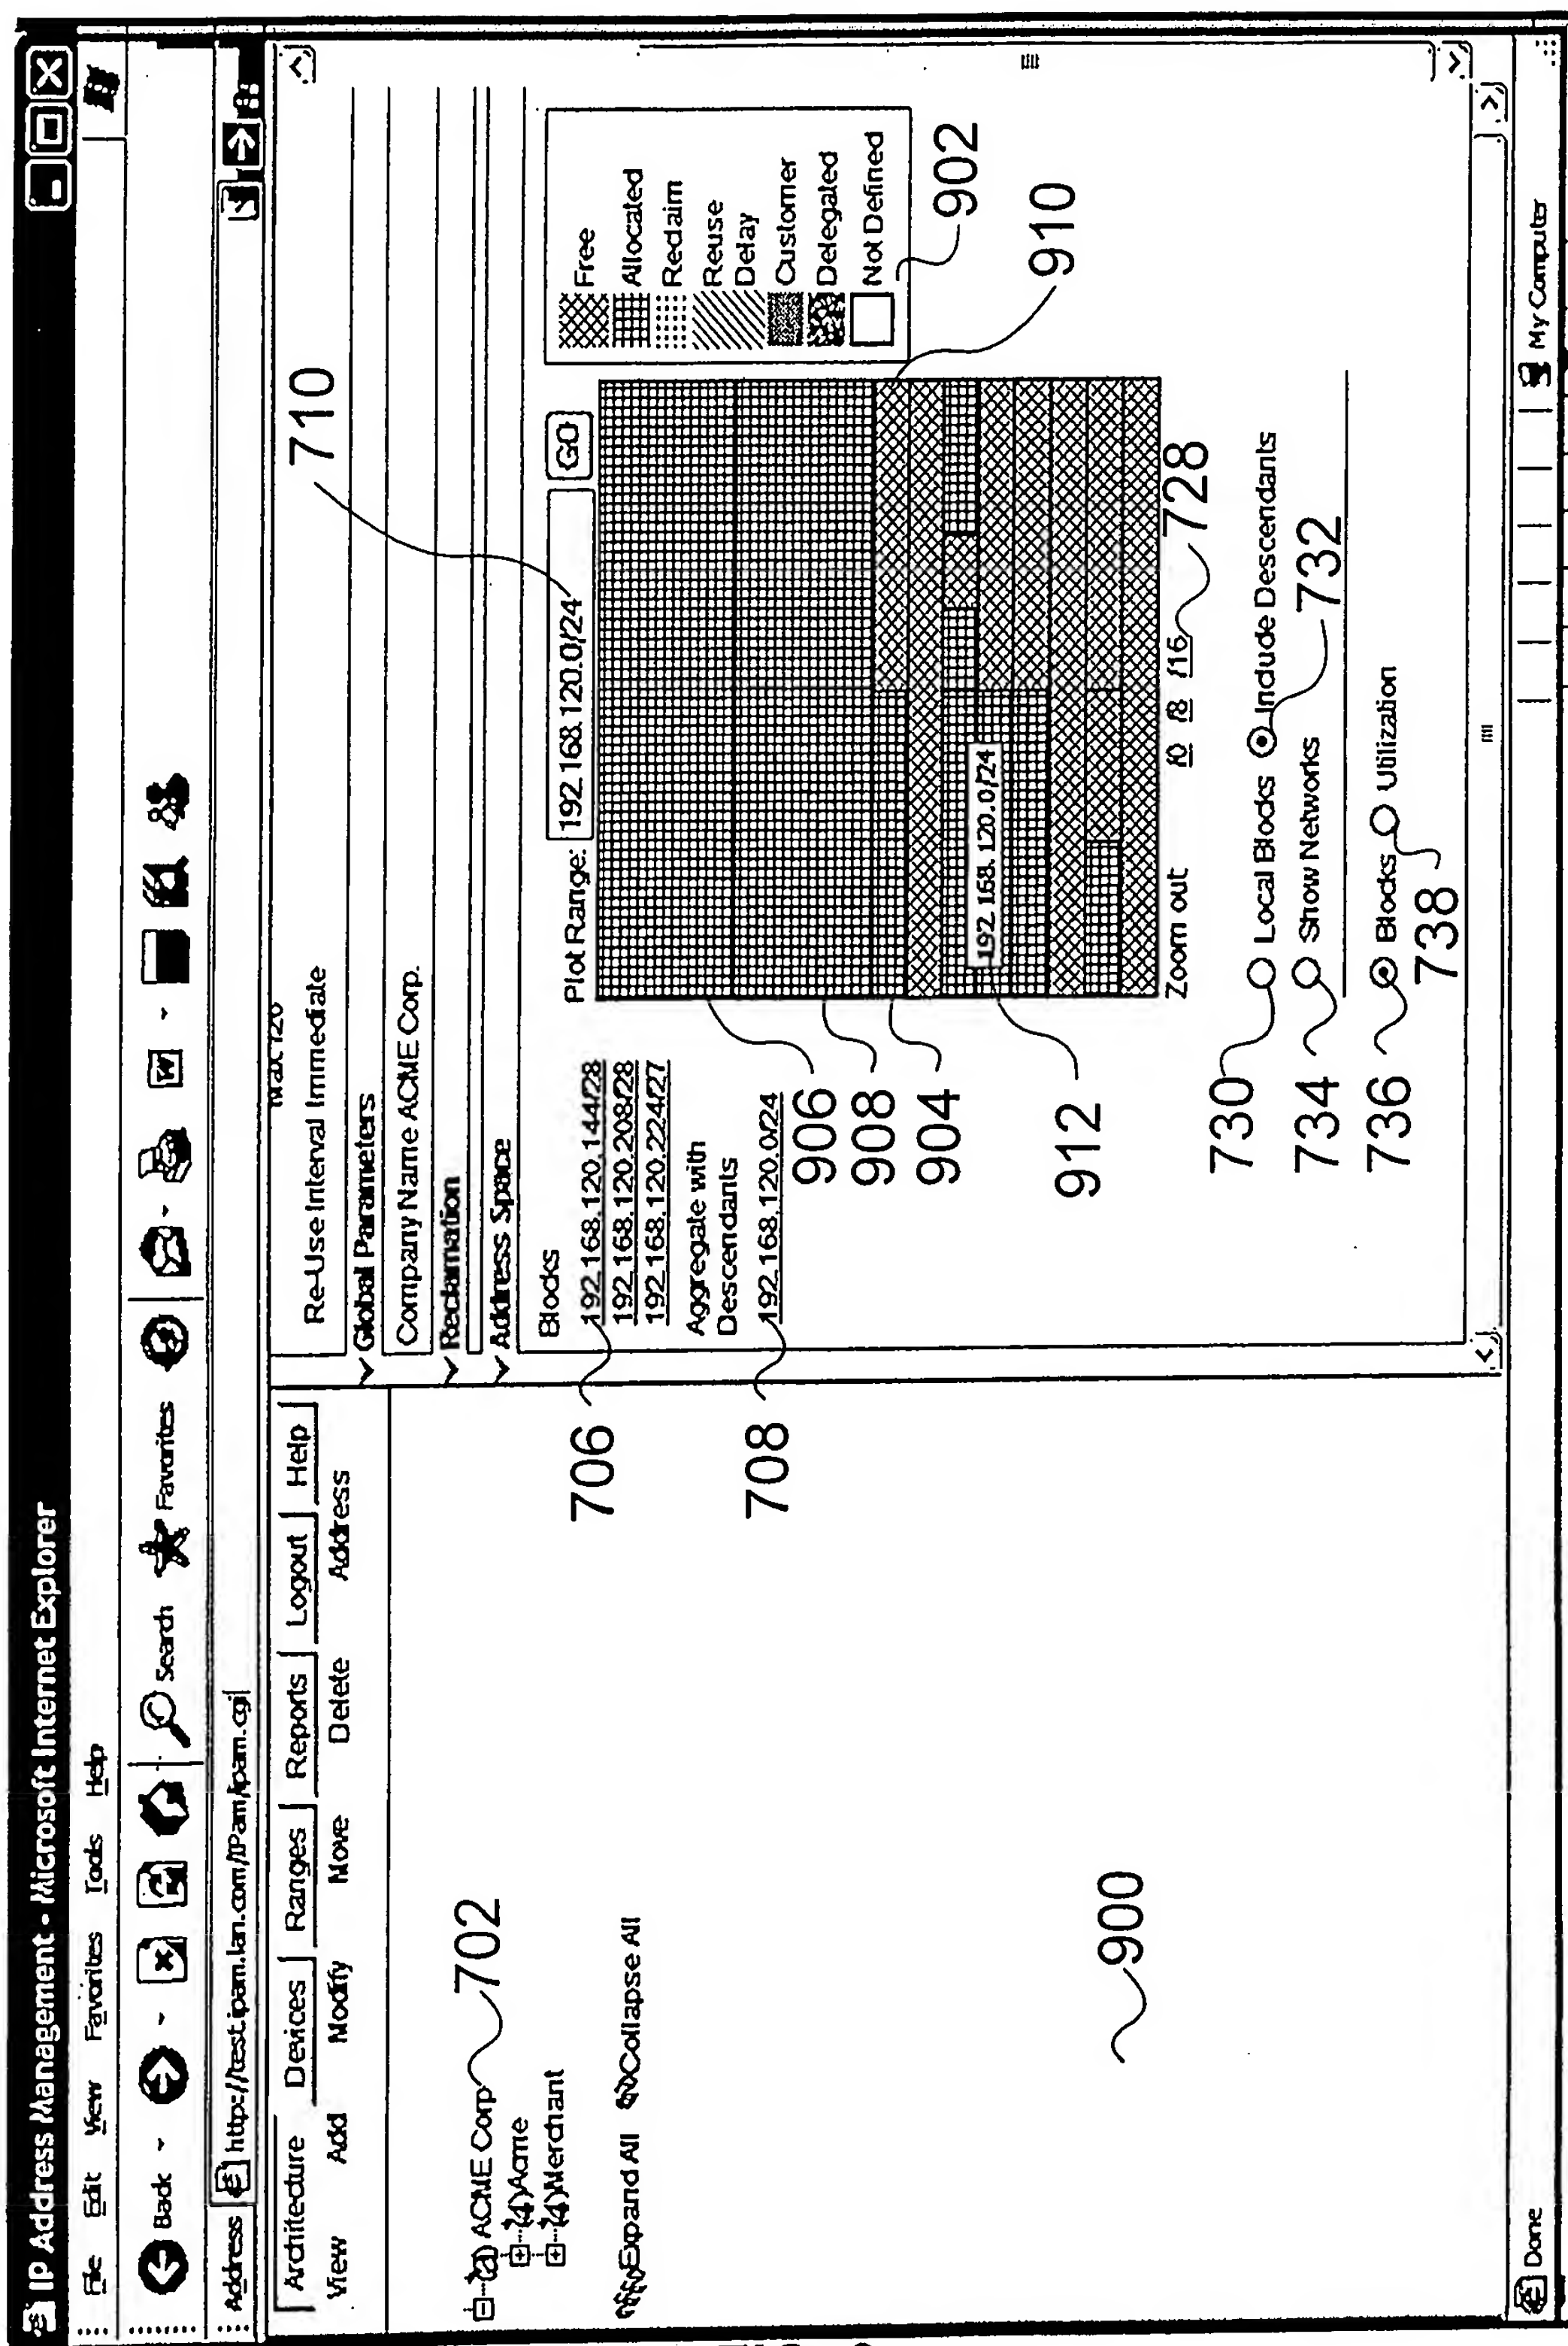 IP Address Management - Microsoft Internet Explorer
File Edit View Favorites Tools Help
Back Search Favorites
Address http://test.ipam.lan.com/IPam/ipam.cgi
Architecture Devices Ranges Reports Logout Help
View Add Modify Move Delete Address
(a) ACME Corp
(4)Acme
(4)Merchant
Expand All Collapse All
702
900
Re-Use Interval Immediate
Global Parameters
Company Name ACME Corp.
Reclamation
Address Space
710
Blocks
192.168.120.144/28
192.168.120.208/28
192.168.120.224/27
Aggregate with
Descendants
192.168.120.0/24
706
708
Plot Range: 192.168.120.0/24 GO
192.168.120.0/24
Free
Allocated
Reclaim
Reuse
Delay
Customer
Delegated
Not Defined
902
910
906
908
904
912
Zoom out /0 /8 /16
728
Local Blocks Include Descendants
Show Networks
Blocks Utilization
730
732
734
736
738
Done
My Computer